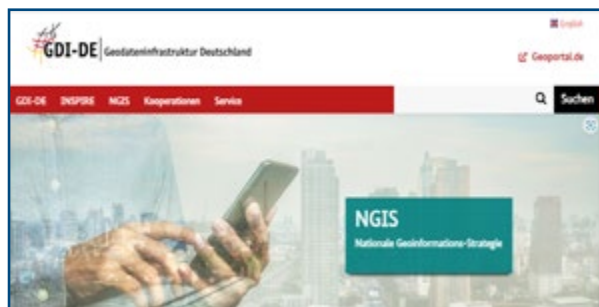 English
GDI-DE Geodateninfrastruktur Deutschland
Geoportal.de
GDI-DE INSPIRE NGIS Kooperationen Service
Suchen
NGIS
Nationale Geoinformations-Strategie